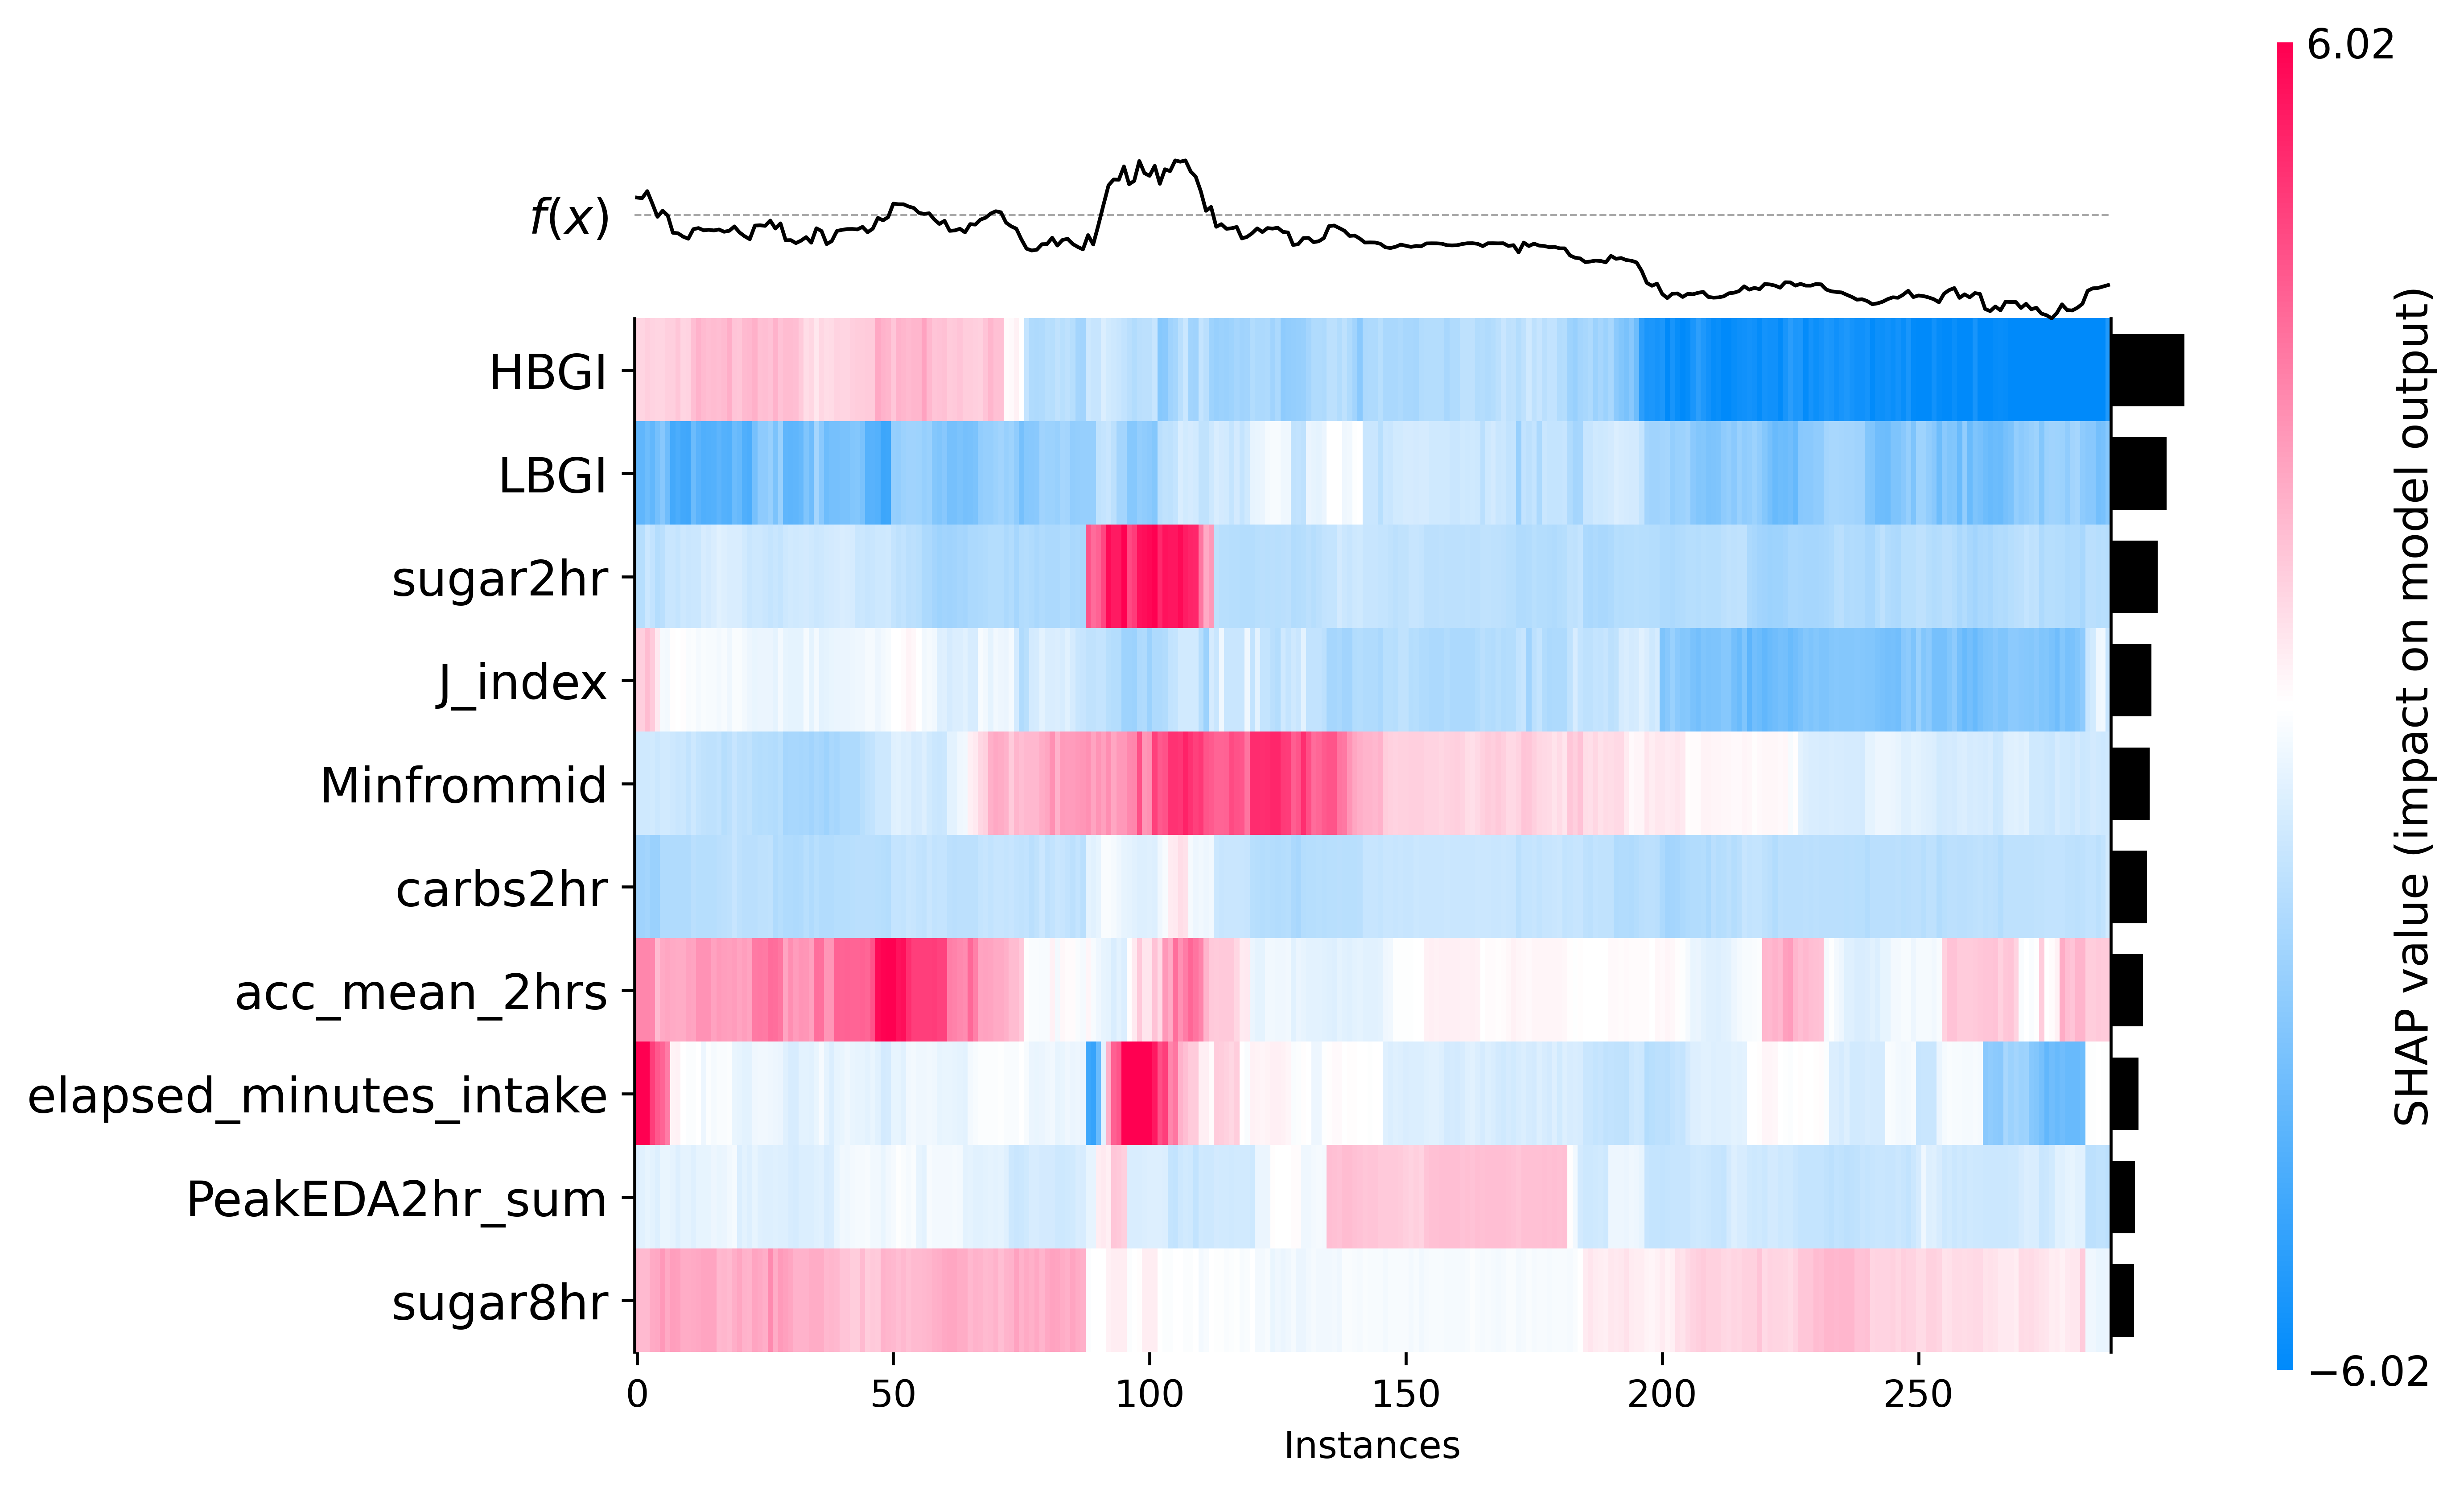 6.02
f(x)
HBGI
LBGI
sugar2hr
J_index
Minfrommid
carbs2hr
acc_mean_2hrs
elapsed_minutes_intake
PeakEDA2hr_sum
sugar8hr
0 50 100 150 200 250
Instances
SHAP value (impact on model output)
−6.02